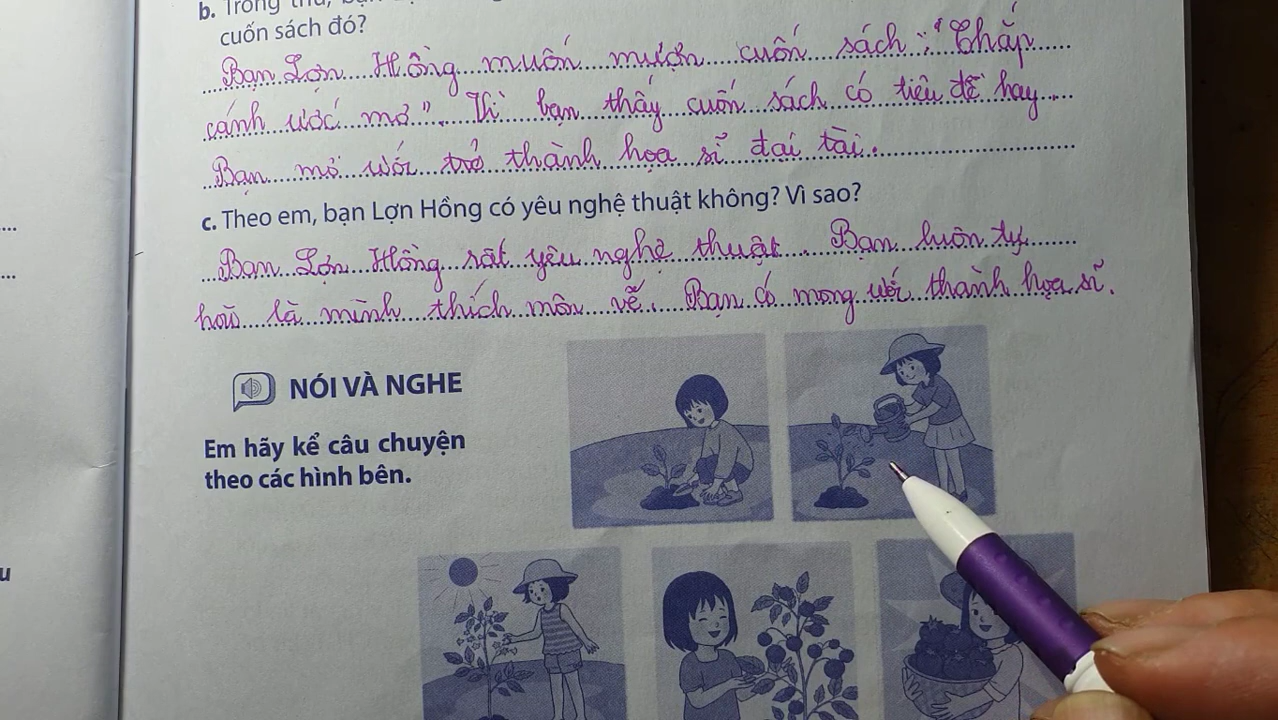 b. Trong thư, bạn
cuốn sách đó?
Bạn Lợn Hồng muốn mượn cuốn sách : "Chắp
cánh ước mơ". Vì bạn thấy cuốn sách có tiêu đề hay
Bạn mở ước trở thành họa sĩ đại tài.
c. Theo em, bạn Lợn Hồng có yêu nghệ thuật không? Vì sao?
Bạn Lợn Hồng rất yêu nghệ thuật. Bạn luôn tự
hào là mình thích môn vẽ. Bạn có mong ước thành họa sĩ.
NÓI VÀ NGHE
Em hãy kể câu chuyện
theo các hình bên.
u